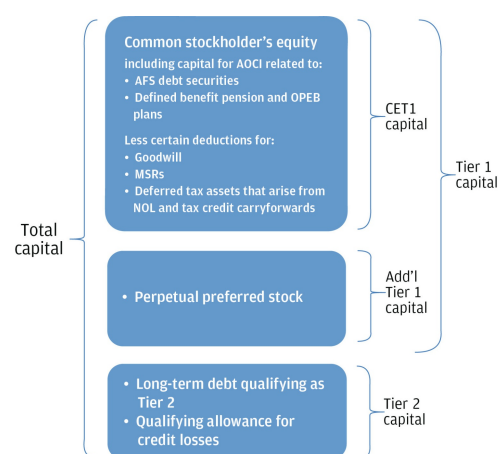 Common stockholder's equity
including capital for AOCI related to:
• AFS debt securities
• Defined benefit pension and OPEB
plans
Less certain deductions for:
• Goodwill
• MSRs
• Deferred tax assets that arise from
NOL and tax credit carryforwards
CET1
capital
Tier 1
capital
Total
capital
• Perpetual preferred stock
Add'l
Tier 1
capital
• Long-term debt qualifying as
Tier 2
• Qualifying allowance for
credit losses
Tier 2
capital